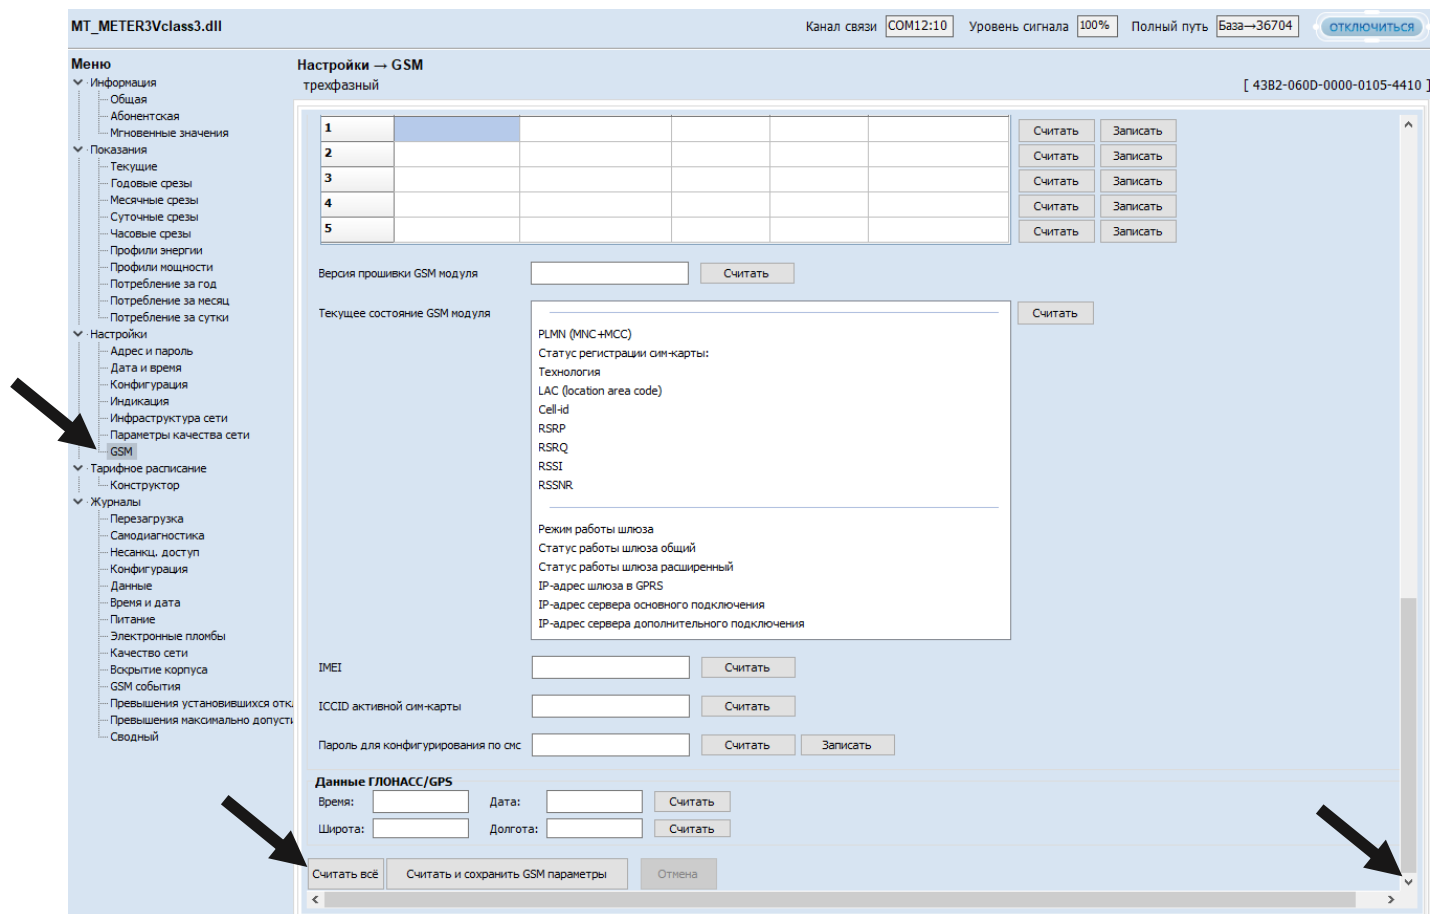 MT_METER3Vclass3.dll
Канал связи COM12:10 Уровень сигнала 100% Полный путь База→36704 ОТКЛЮЧИТЬСЯ
Меню
Информация
Общая
Абонентская
Мгновенные значения
Показания
Текущие
Годовые срезы
Месячные срезы
Суточные срезы
Часовые срезы
Профили энергии
Профили мощности
Потребление за год
Потребление за месяц
Потребление за сутки
Настройки
Адрес и пароль
Дата и время
Конфигурация
Индикация
Инфраструктура сети
Параметры качества сети
GSM
Тарифное расписание
Конструктор
Журналы
Перезагрузка
Самодиагностика
Несанкц. доступ
Конфигурация
Данные
Время и дата
Питание
Электронные пломбы
Качество сети
Вскрытие корпуса
GSM события
Превышения установившихся отк
Превышения максимально допусти
Сводный
Настройки → GSM
трехфазный [ 43B2-060D-0000-0105-4410 ]
1 Считать Записать
2 Считать Записать
3 Считать Записать
4 Считать Записать
5 Считать Записать
Версия прошивки GSM модуля Считать
Текущее состояние GSM модуля Считать
PLMN (MNC+MCC)
Статус регистрации сим-карты:
Технология
LAC (location area code)
Cell-id
RSRP
RSRQ
RSSI
RSSNR
Режим работы шлюза
Статус работы шлюза общий
Статус работы шлюза расширенный
IP-адрес шлюза в GPRS
IP-адрес сервера основного подключения
IP-адрес сервера дополнительного подключения
IMEI Считать
ICCID активной сим-карты Считать
Пароль для конфигурирования по смс Считать Записать
Данные ГЛОНАСС/GPS
Время: Дата: Считать
Широта: Долгота: Считать
Считать всё Считать и сохранить GSM параметры Отмена